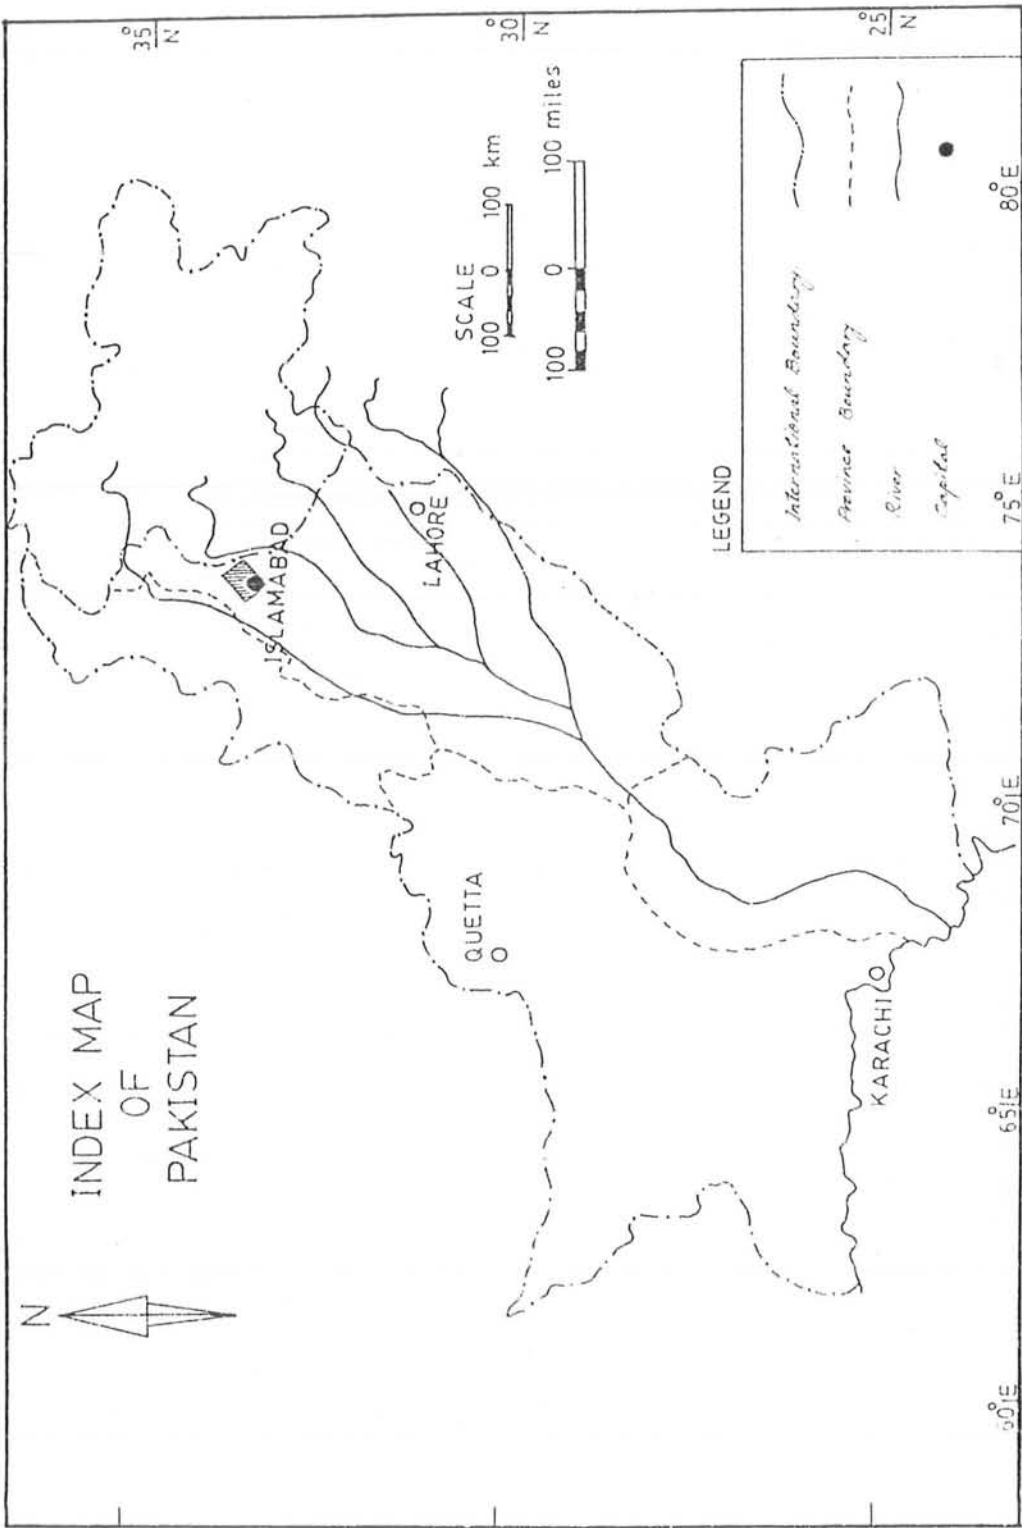 INDEX MAP
OF
PAKISTAN
N
35°
N
30°
N
25°
N
ISLAMABAD
LAHORE
QUETTA
KARACHI
SCALE
100 0 100 km
100 0 100 miles
LEGEND
International Boundary
Province Boundary
River
Capital
60°E
65°E
70°E
75°E
80°E